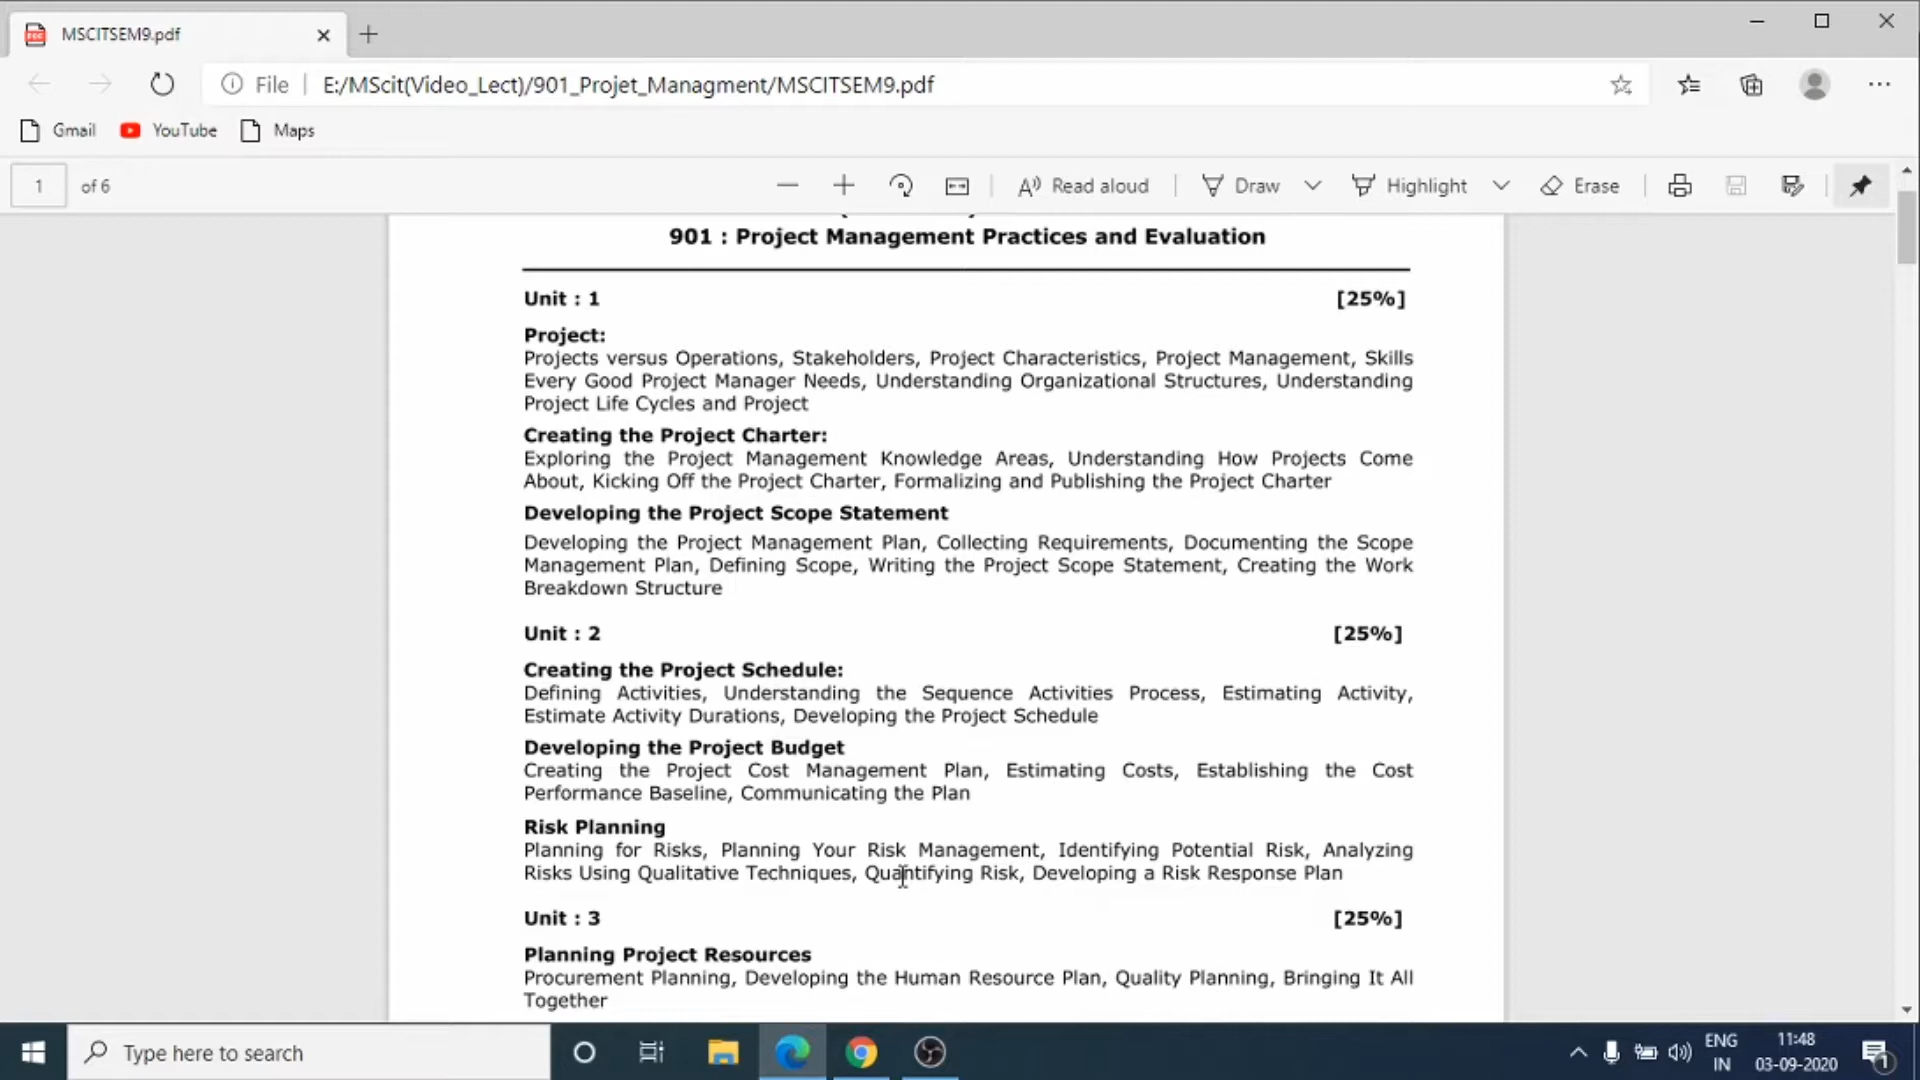 MSCITSEM9.pdf
File E:/MScit(Video_Lect)/901_Projet_Managment/MSCITSEM9.pdf
Gmail YouTube Maps
1 of 6 Read aloud Draw Highlight Erase
901 : Project Management Practices and Evaluation
Unit : 1 [25%]
Project:
Projects versus Operations, Stakeholders, Project Characteristics, Project Management, Skills
Every Good Project Manager Needs, Understanding Organizational Structures, Understanding
Project Life Cycles and Project
Creating the Project Charter:
Exploring the Project Management Knowledge Areas, Understanding How Projects Come
About, Kicking Off the Project Charter, Formalizing and Publishing the Project Charter
Developing the Project Scope Statement
Developing the Project Management Plan, Collecting Requirements, Documenting the Scope
Management Plan, Defining Scope, Writing the Project Scope Statement, Creating the Work
Breakdown Structure
Unit : 2 [25%]
Creating the Project Schedule:
Defining Activities, Understanding the Sequence Activities Process, Estimating Activity,
Estimate Activity Durations, Developing the Project Schedule
Developing the Project Budget
Creating the Project Cost Management Plan, Estimating Costs, Establishing the Cost
Performance Baseline, Communicating the Plan
Risk Planning
Planning for Risks, Planning Your Risk Management, Identifying Potential Risk, Analyzing
Risks Using Qualitative Techniques, Quantifying Risk, Developing a Risk Response Plan
Unit : 3 [25%]
Planning Project Resources
Procurement Planning, Developing the Human Resource Plan, Quality Planning, Bringing It All
Together
Type here to search
ENG
IN
11:48
03-09-2020
1